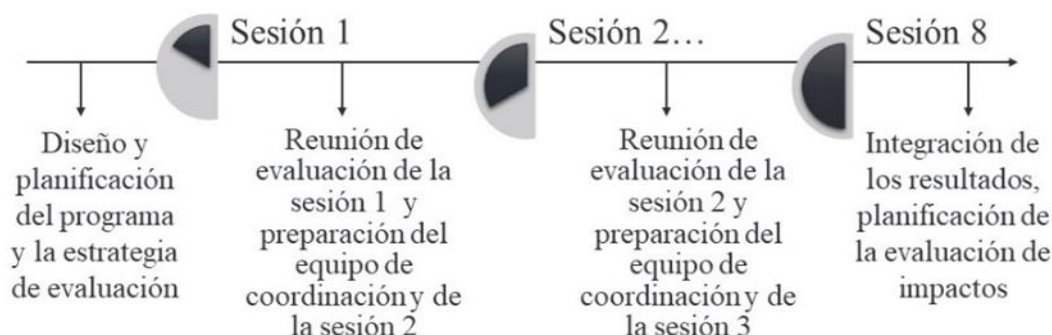 Sesión 1
Sesión 2...
Sesión 8
Diseño y
planificación
del programa
y la estrategia
de evaluación
Reunión de
evaluación de la
sesión 1 y
preparación del
equipo de
coordinación y de
la sesión 2
Reunión de
evaluación de la
sesión 2 y
preparación del
equipo de
coordinación y de
la sesión 3
Integración de
los resultados,
planificación de
la evaluación de
impactos